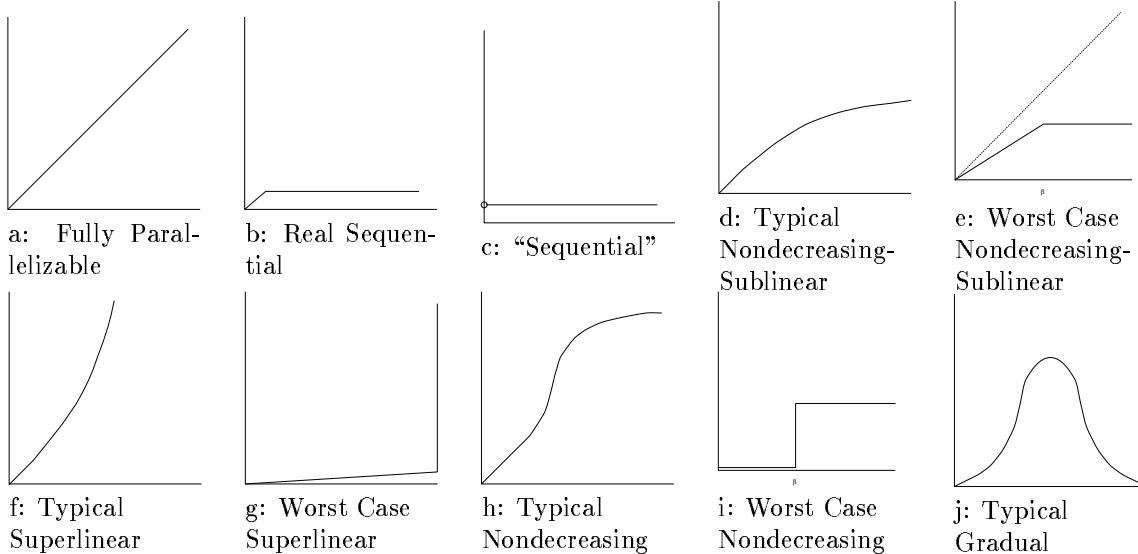 a: Fully Paral-
lelizable
b: Real Sequen-
tial
c: “Sequential”
d: Typical
Nondecreasing-
Sublinear
β
e: Worst Case
Nondecreasing-
Sublinear
f: Typical
Superlinear
g: Worst Case
Superlinear
h: Typical
Nondecreasing
β
i: Worst Case
Nondecreasing
j: Typical
Gradual